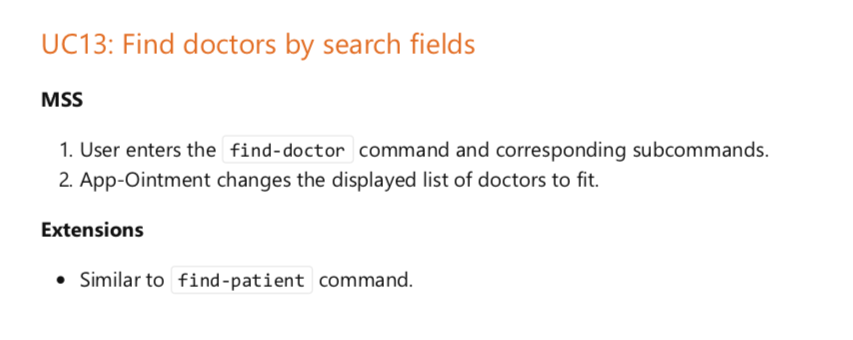 UC13: Find doctors by search fields
MSS
1. User enters the find-doctor command and corresponding subcommands.
2. App-Ointment changes the displayed list of doctors to fit.
Extensions
• Similar to find-patient command.